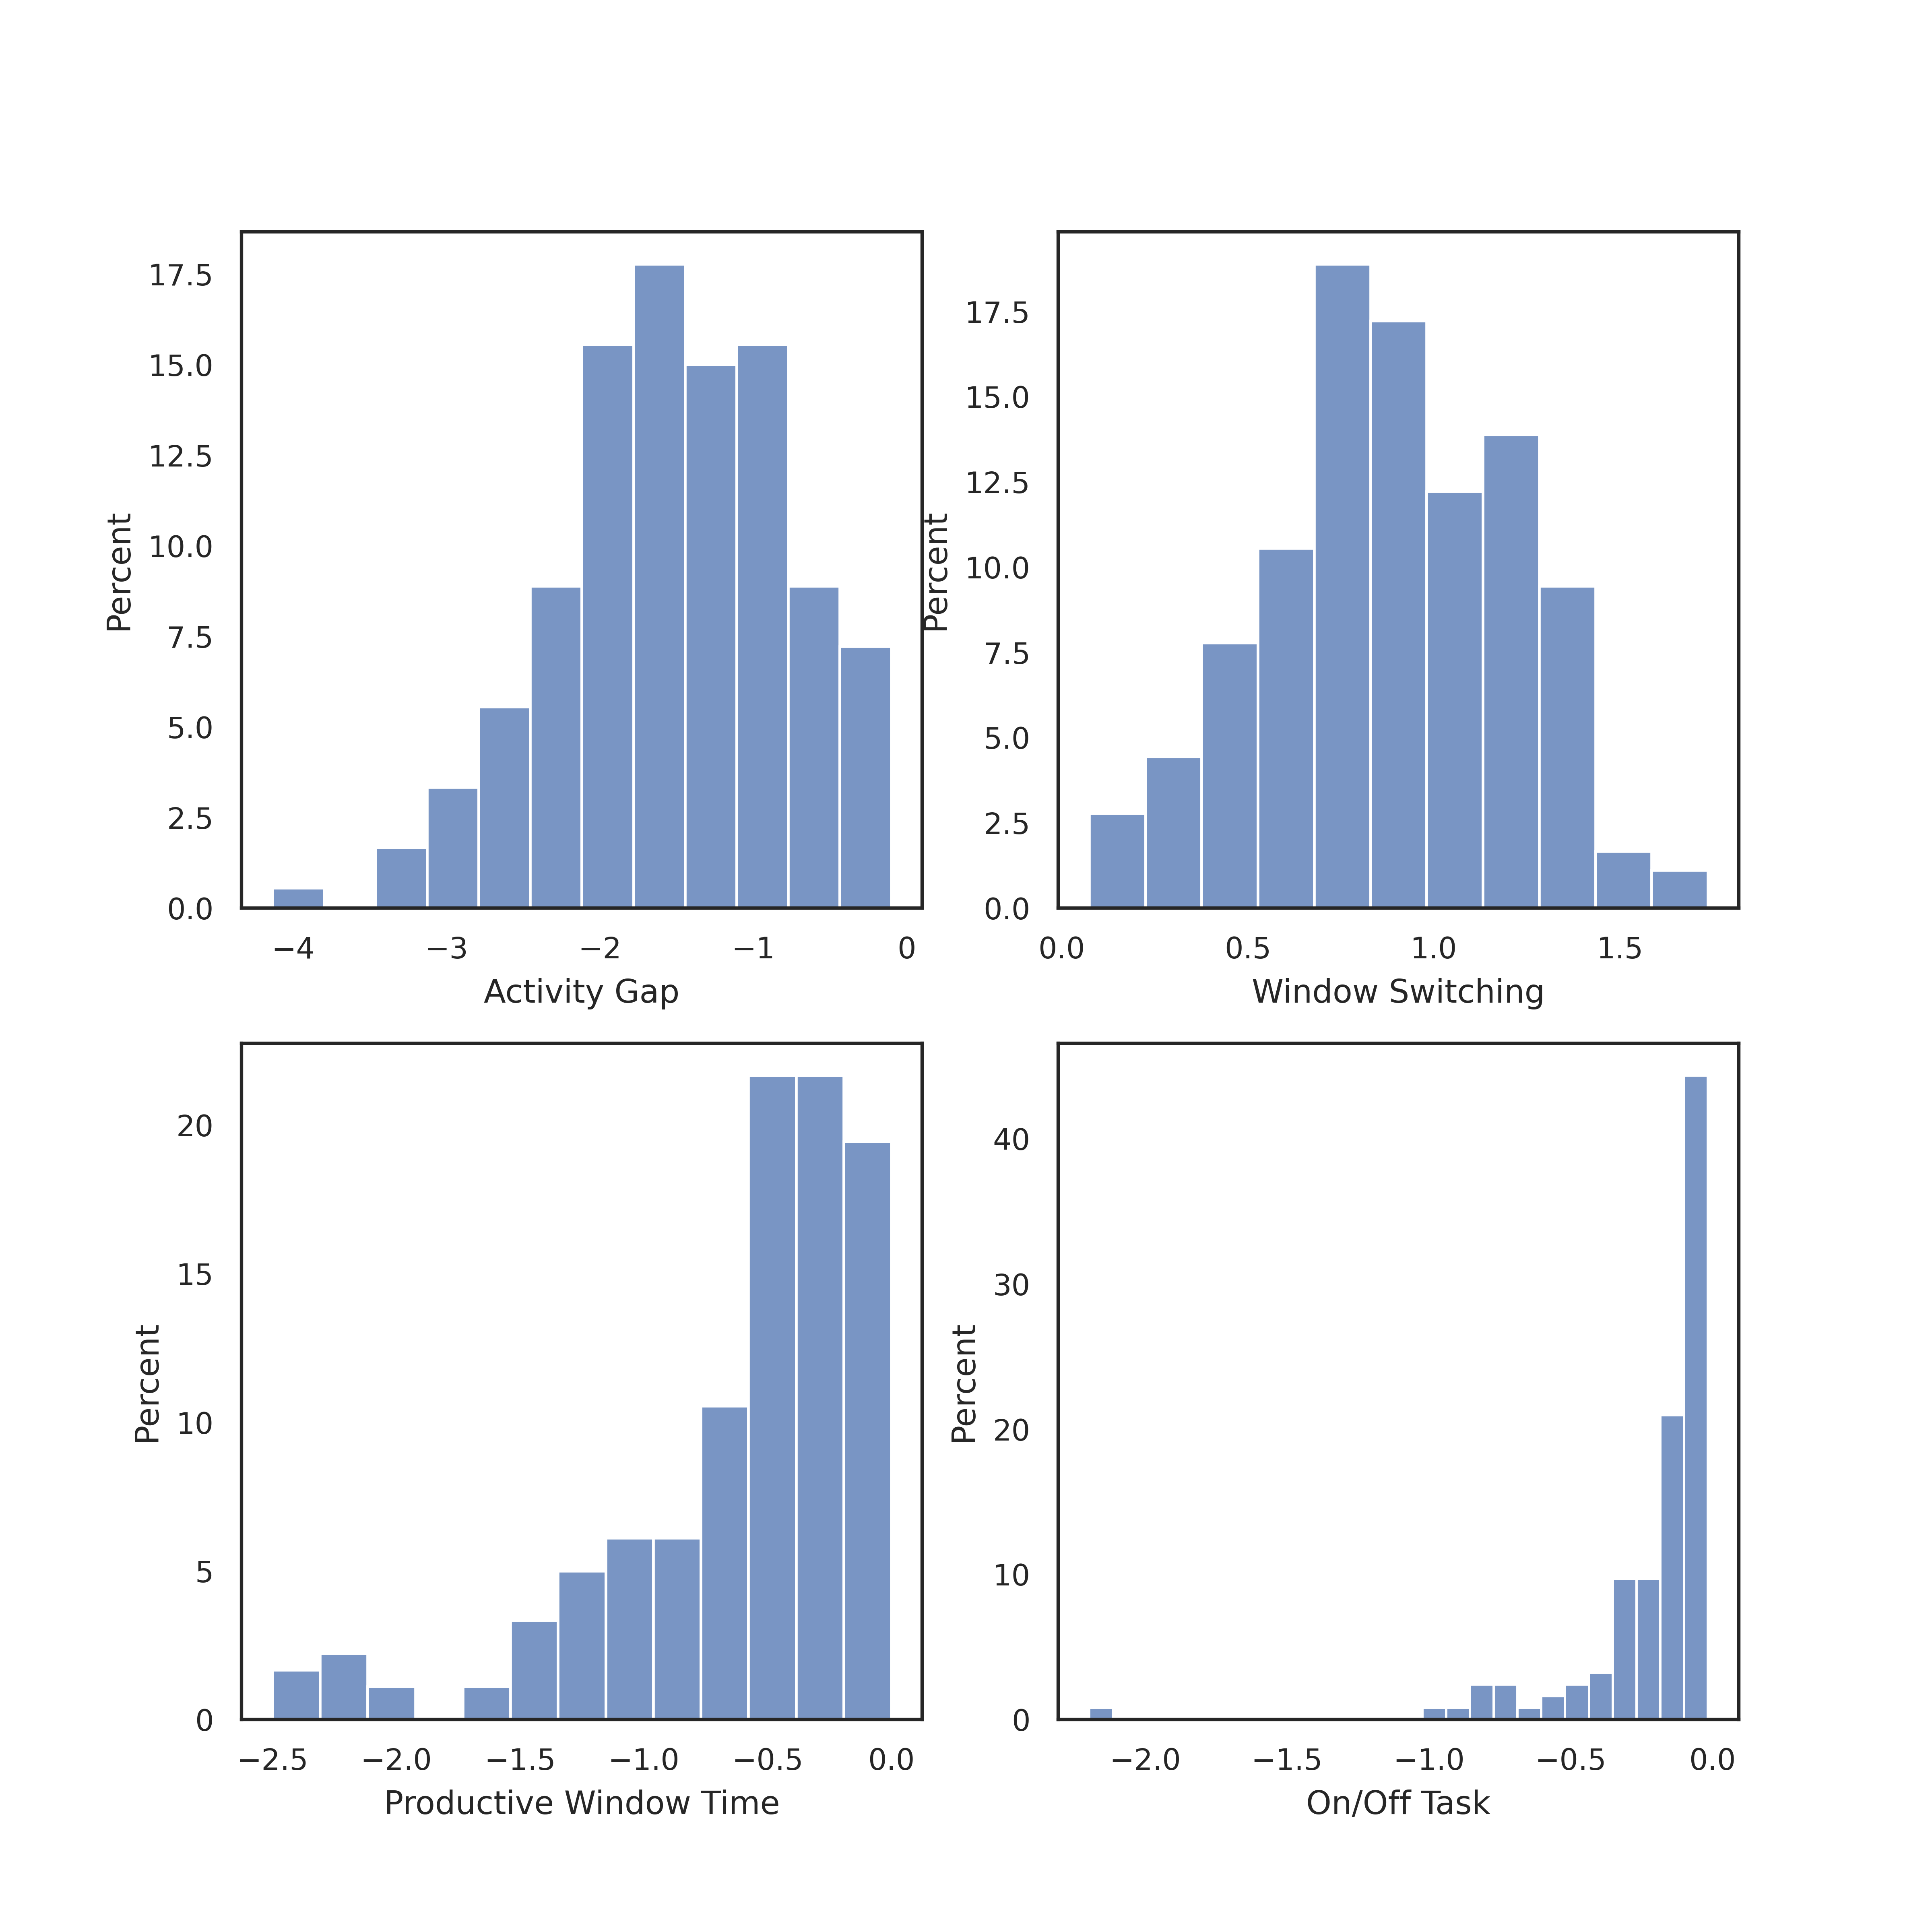 Percent
17.5
15.0
12.5
10.0
7.5
5.0
2.5
0.0
−4 −3 −2 −1 0
Activity Gap
Percent
17.5
15.0
12.5
10.0
7.5
5.0
2.5
0.0
0.0 0.5 1.0 1.5
Window Switching
Percent
20
15
10
5
0
−2.5 −2.0 −1.5 −1.0 −0.5 0.0
Productive Window Time
Percent
40
30
20
10
0
−2.0 −1.5 −1.0 −0.5 0.0
On/Off Task